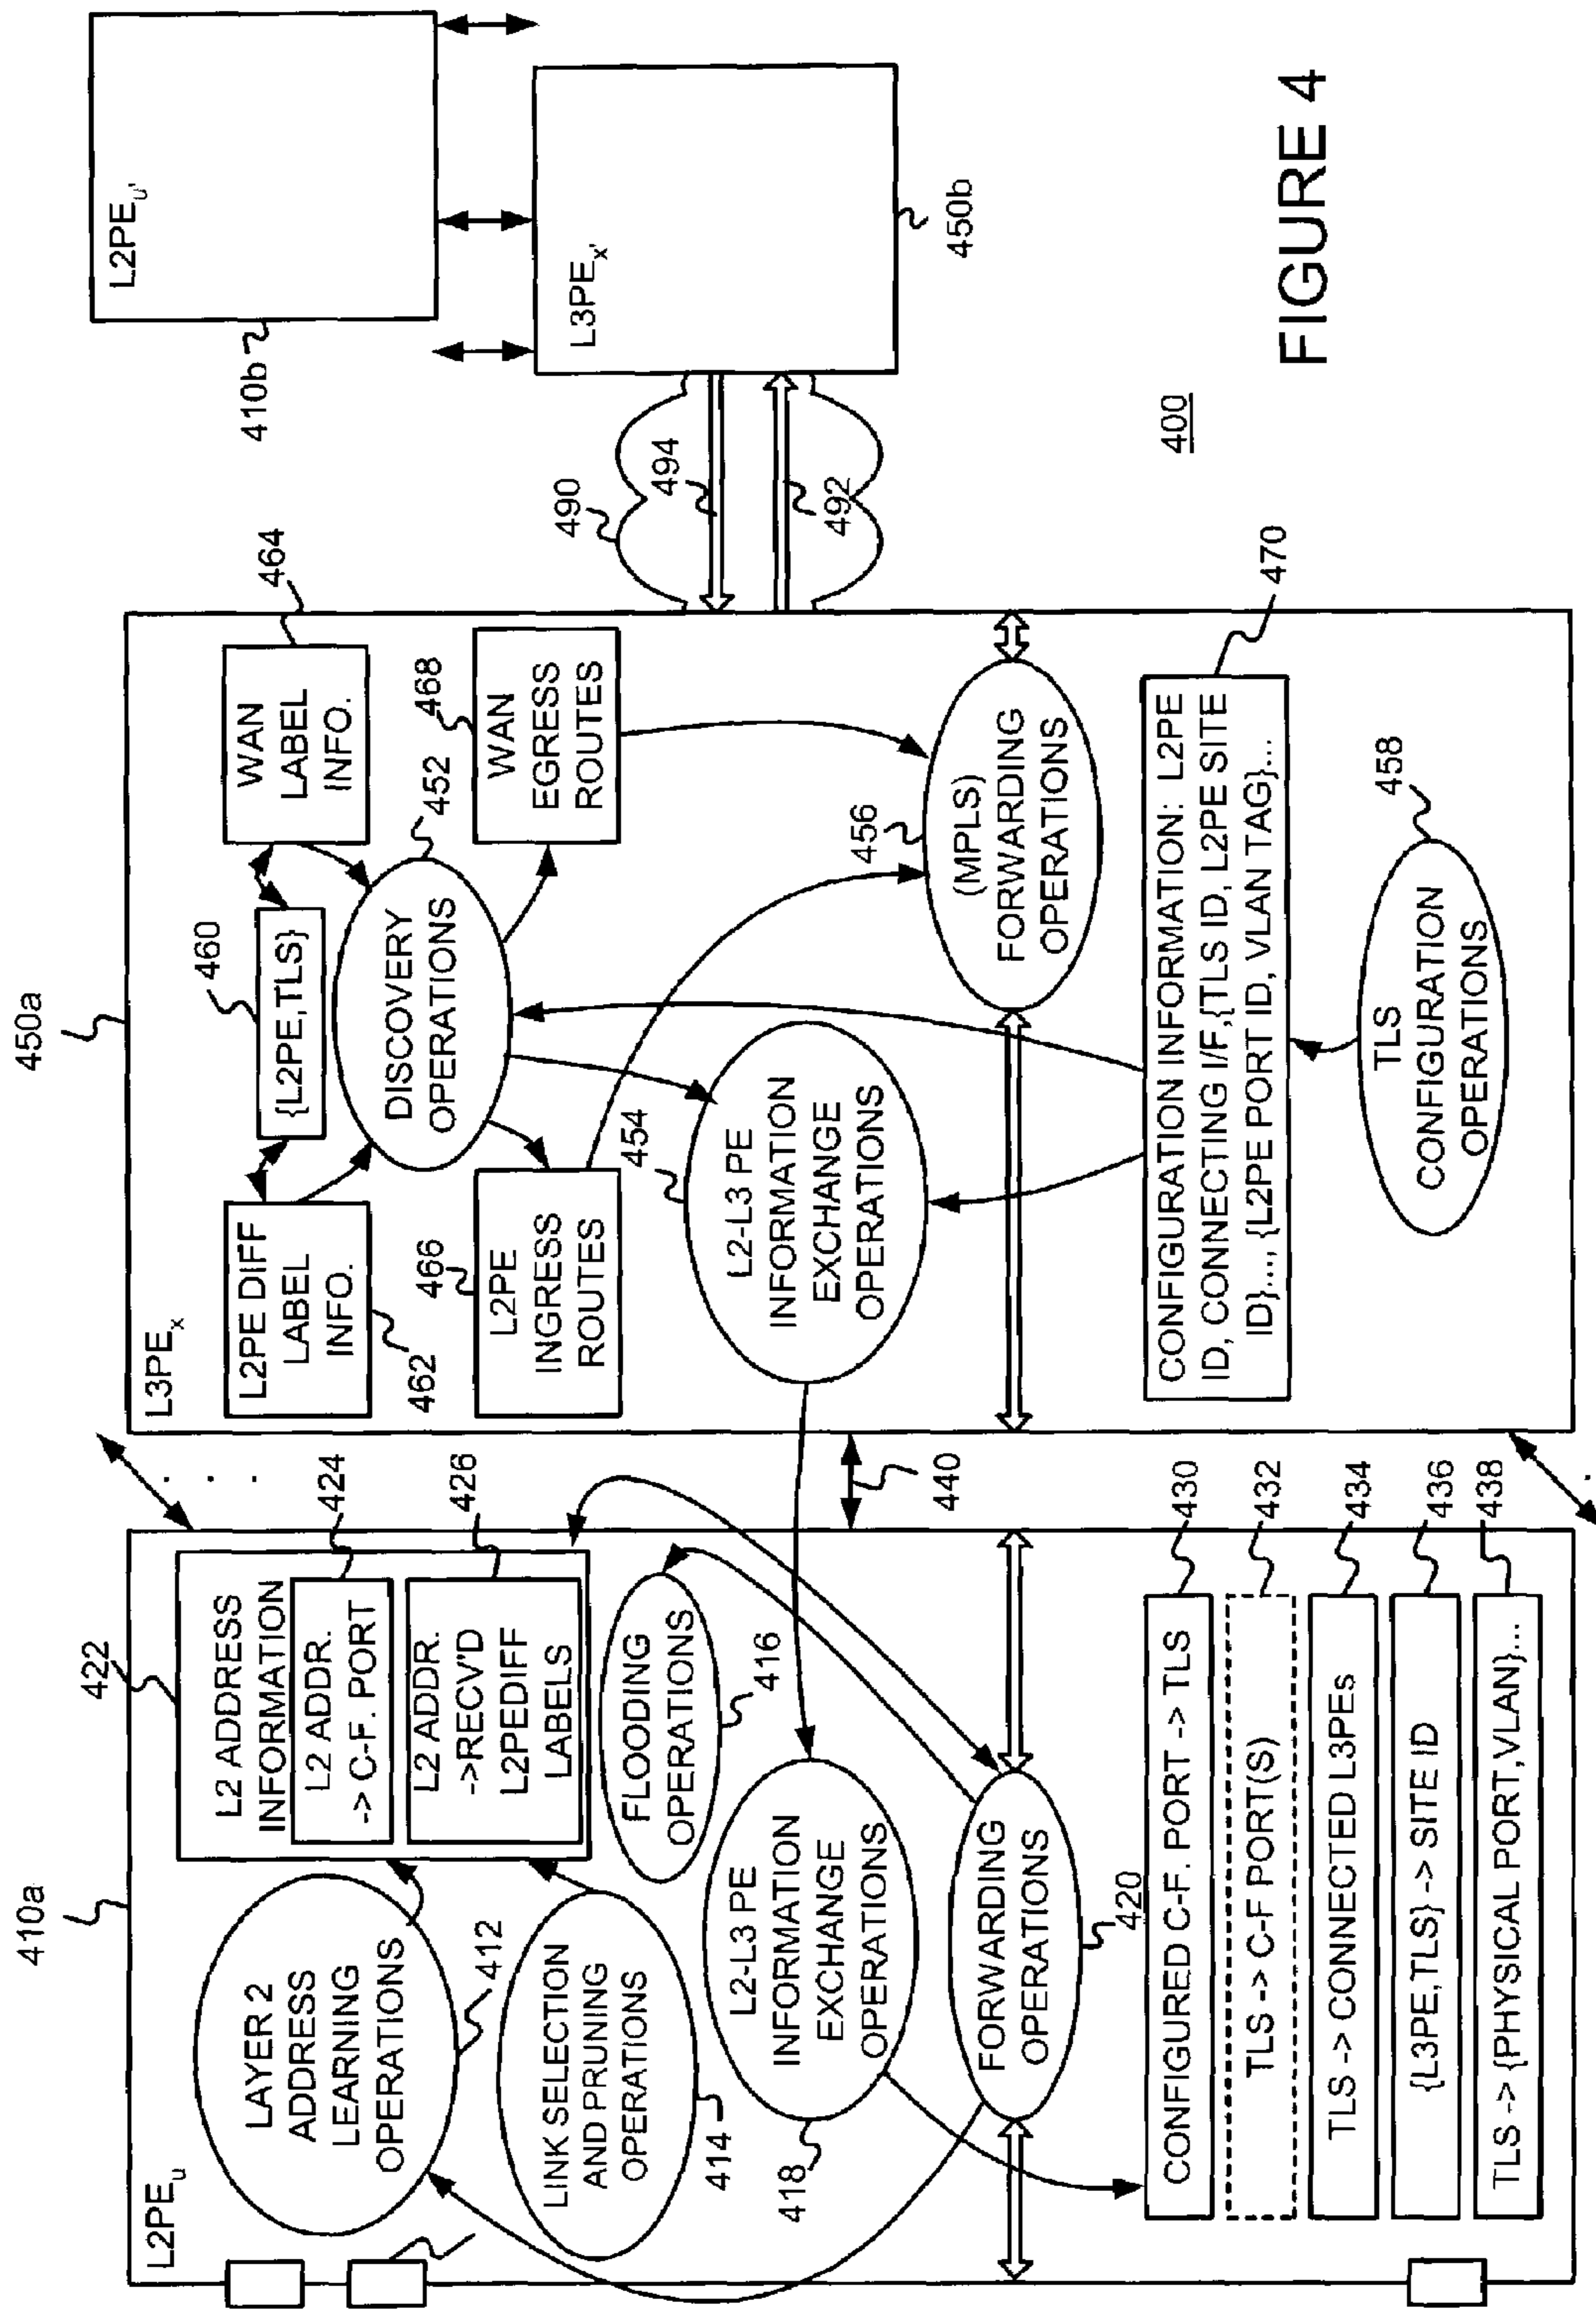 410a
L2PEu
LAYER 2
ADDRESS
LEARNING
OPERATIONS
412
LINK SELECTION
AND PRUNING
OPERATIONS
414
422
L2 ADDRESS
INFORMATION
L2 ADDR.
-> C-F. PORT
424
L2 ADDR.
->RECV'D
L2PEDIFF
LABELS
426
FLOODING
OPERATIONS
416
L2-L3 PE
INFORMATION
EXCHANGE
OPERATIONS
418
FORWARDING
OPERATIONS
420
CONFIGURED C-F. PORT -> TLS
430
TLS -> C-F PORT(S)
432
TLS -> CONNECTED L3PEs
434
{L3PE,TLS} -> SITE ID
436
TLS -> {PHYSICAL PORT,VLAN}...
438
440
450a
L3PEx
L2PE DIFF
LABEL
INFO.
462
460
{L2PE,TLS}
WAN
LABEL
INFO.
464
DISCOVERY
OPERATIONS
452
466
L2PE
INGRESS
ROUTES
468
WAN
EGRESS
ROUTES
454
L2-L3 PE
INFORMATION
EXCHANGE
OPERATIONS
456
(MPLS)
FORWARDING
OPERATIONS
CONFIGURATION INFORMATION: L2PE
ID, CONNECTING I/F,{TLS ID, L2PE SITE
ID}..., {L2PE PORT ID, VLAN TAG}...
470
TLS
CONFIGURATION
OPERATIONS
458
490
494
492
410b
L2PEu'
L3PEx'
450b
400
FIGURE 4